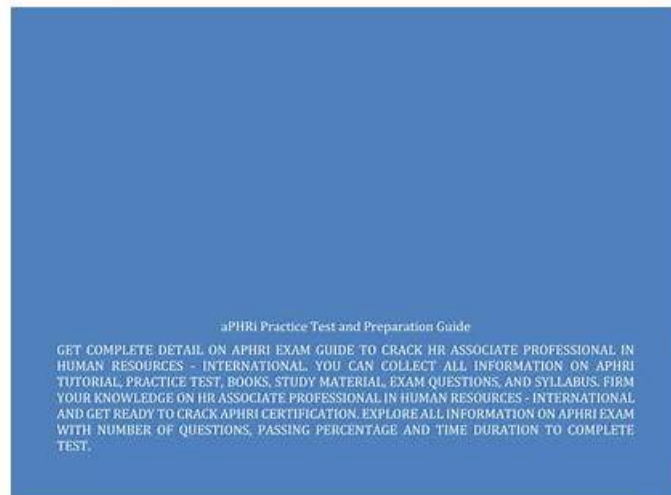 aPHRi Practice Test and Preparation Guide
GET COMPLETE DETAIL ON APHRI EXAM GUIDE TO CRACK HR ASSOCIATE PROFESSIONAL IN
HUMAN RESOURCES - INTERNATIONAL. YOU CAN COLLECT ALL INFORMATION ON APHRI
TUTORIAL, PRACTICE TEST, BOOKS, STUDY MATERIAL, EXAM QUESTIONS, AND SYLLABUS. FIRM
YOUR KNOWLEDGE ON HR ASSOCIATE PROFESSIONAL IN HUMAN RESOURCES - INTERNATIONAL
AND GET READY TO CRACK APHRI CERTIFICATION. EXPLORE ALL INFORMATION ON APHRI EXAM
WITH NUMBER OF QUESTIONS, PASSING PERCENTAGE AND TIME DURATION TO COMPLETE
TEST.